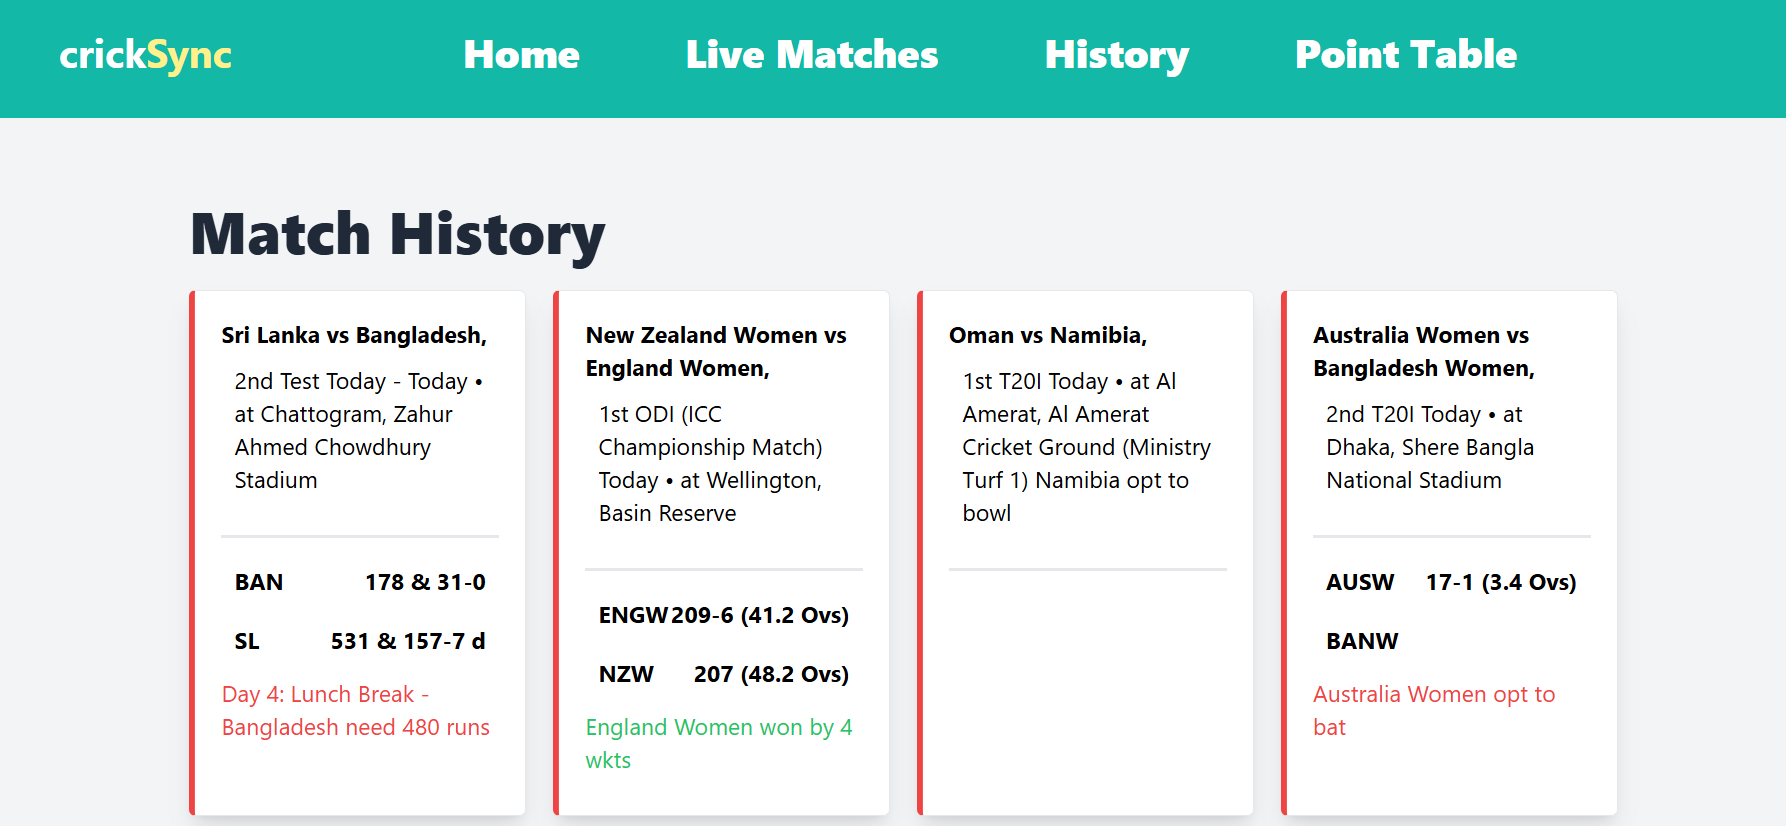 crickSync
Home
Live Matches
History
Point Table
Match History
Sri Lanka vs Bangladesh,
2nd Test Today - Today •
at Chattogram, Zahur
Ahmed Chowdhury
Stadium
BAN 178 & 31-0
SL 531 & 157-7 d
Day 4: Lunch Break -
Bangladesh need 480 runs
New Zealand Women vs
England Women,
1st ODI (ICC
Championship Match)
Today • at Wellington,
Basin Reserve
ENGW 209-6 (41.2 Ovs)
NZW 207 (48.2 Ovs)
England Women won by 4
wkts
Oman vs Namibia,
1st T20I Today • at Al
Amerat, Al Amerat
Cricket Ground (Ministry
Turf 1) Namibia opt to
bowl
Australia Women vs
Bangladesh Women,
2nd T20I Today • at
Dhaka, Shere Bangla
National Stadium
AUSW 17-1 (3.4 Ovs)
BANW
Australia Women opt to
bat